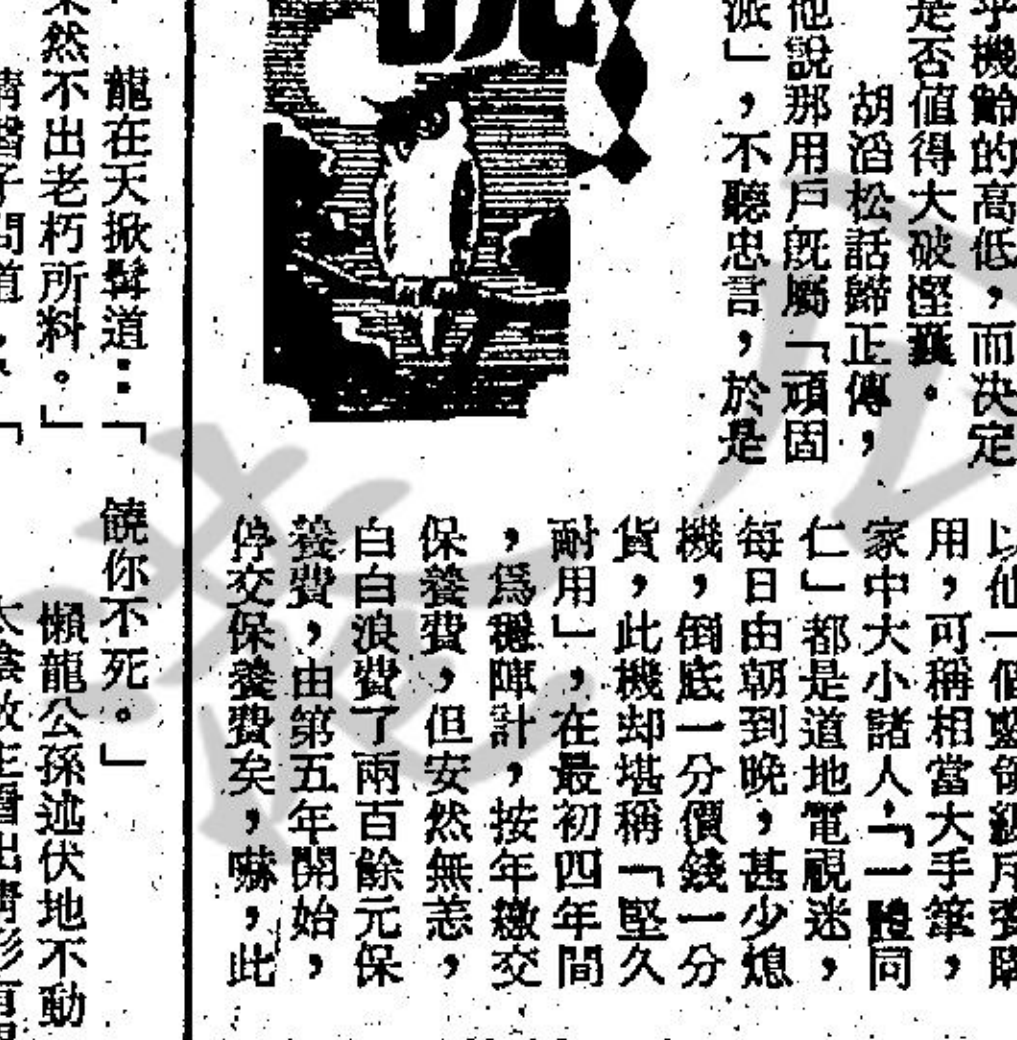 乎機齡的高低，而决定
是否值得大破慳囊。
胡滔松話歸正傳，
他說那用戶旣屬「頑固
派」，不聽忠言，於是
用，可稱相當大手筆，
家中大小諸人，「一體同
仁」都是道地電視迷，
每日由朝到晚，甚少熄
機，倒底一分價錢一分
貨，此機却堪稱「堅久
耐用」，在最初四年間
，爲穩陣計，按年繳交
保養費，但安然無恙，
白白浪費了兩百餘元保
養費，由第五年開始，
停交保養費矣，嚇，此
龍在天掀髯道：「
然不出老朽所料。」
子問道，「
饒你不死。」
懶龍公孫述伏地不動